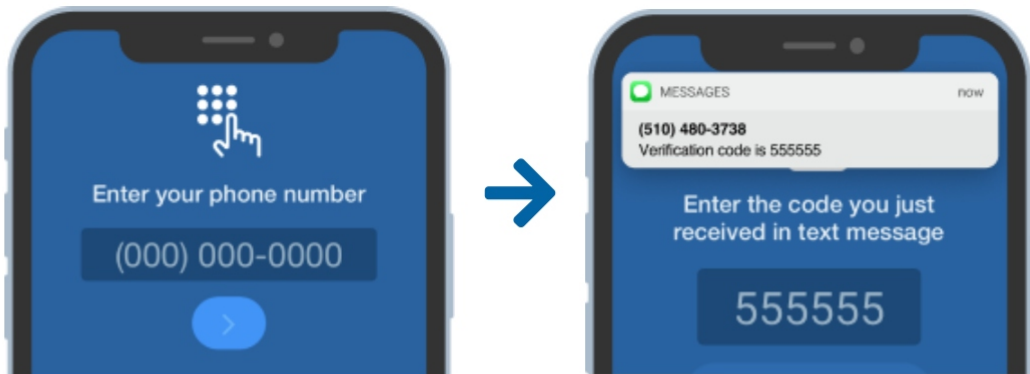 Enter your phone number
(000) 000-0000
MESSAGES now
(510) 480-3738
Verification code is 555555
Enter the code you just
received in text message
555555